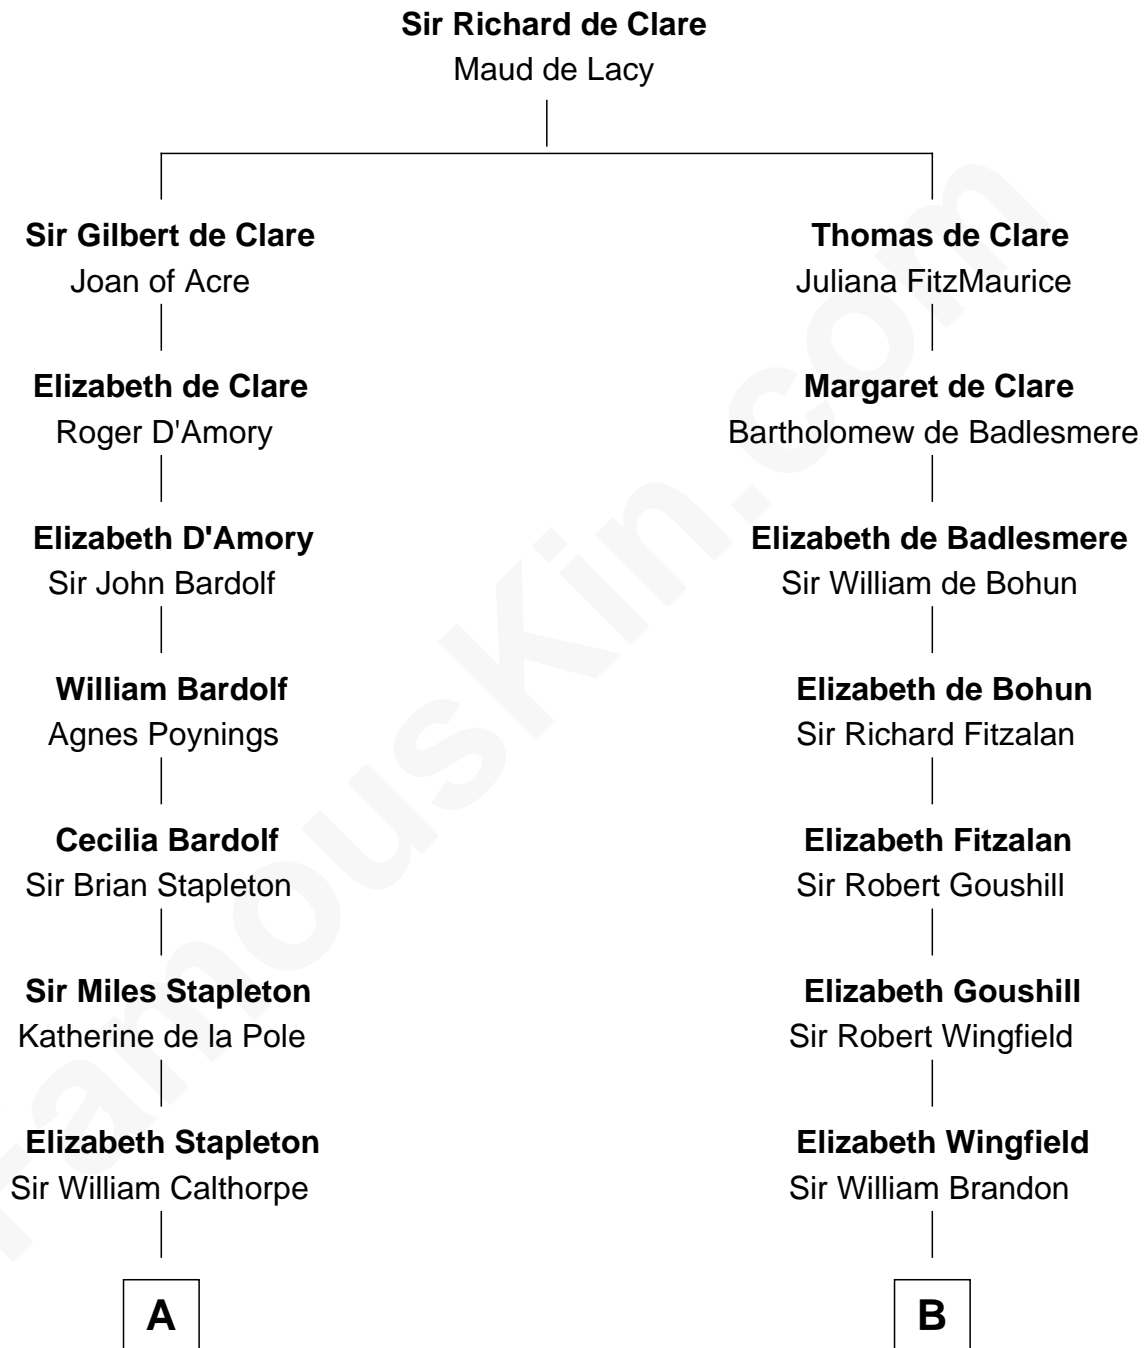 Sir Richard de Clare
Maud de Lacy
Sir Gilbert de Clare
Joan of Acre
Elizabeth de Clare
Roger D'Amory
Elizabeth D'Amory
Sir John Bardolf
William Bardolf
Agnes Poynings
Cecilia Bardolf
Sir Brian Stapleton
Sir Miles Stapleton
Katherine de la Pole
Elizabeth Stapleton
Sir William Calthorpe
A
Thomas de Clare
Juliana FitzMaurice
Margaret de Clare
Bartholomew de Badlesmere
Elizabeth de Badlesmere
Sir William de Bohun
Elizabeth de Bohun
Sir Richard Fitzalan
Elizabeth Fitzalan
Sir Robert Goushill
Elizabeth Goushill
Sir Robert Wingfield
Elizabeth Wingfield
Sir William Brandon
B
FamousKin.com